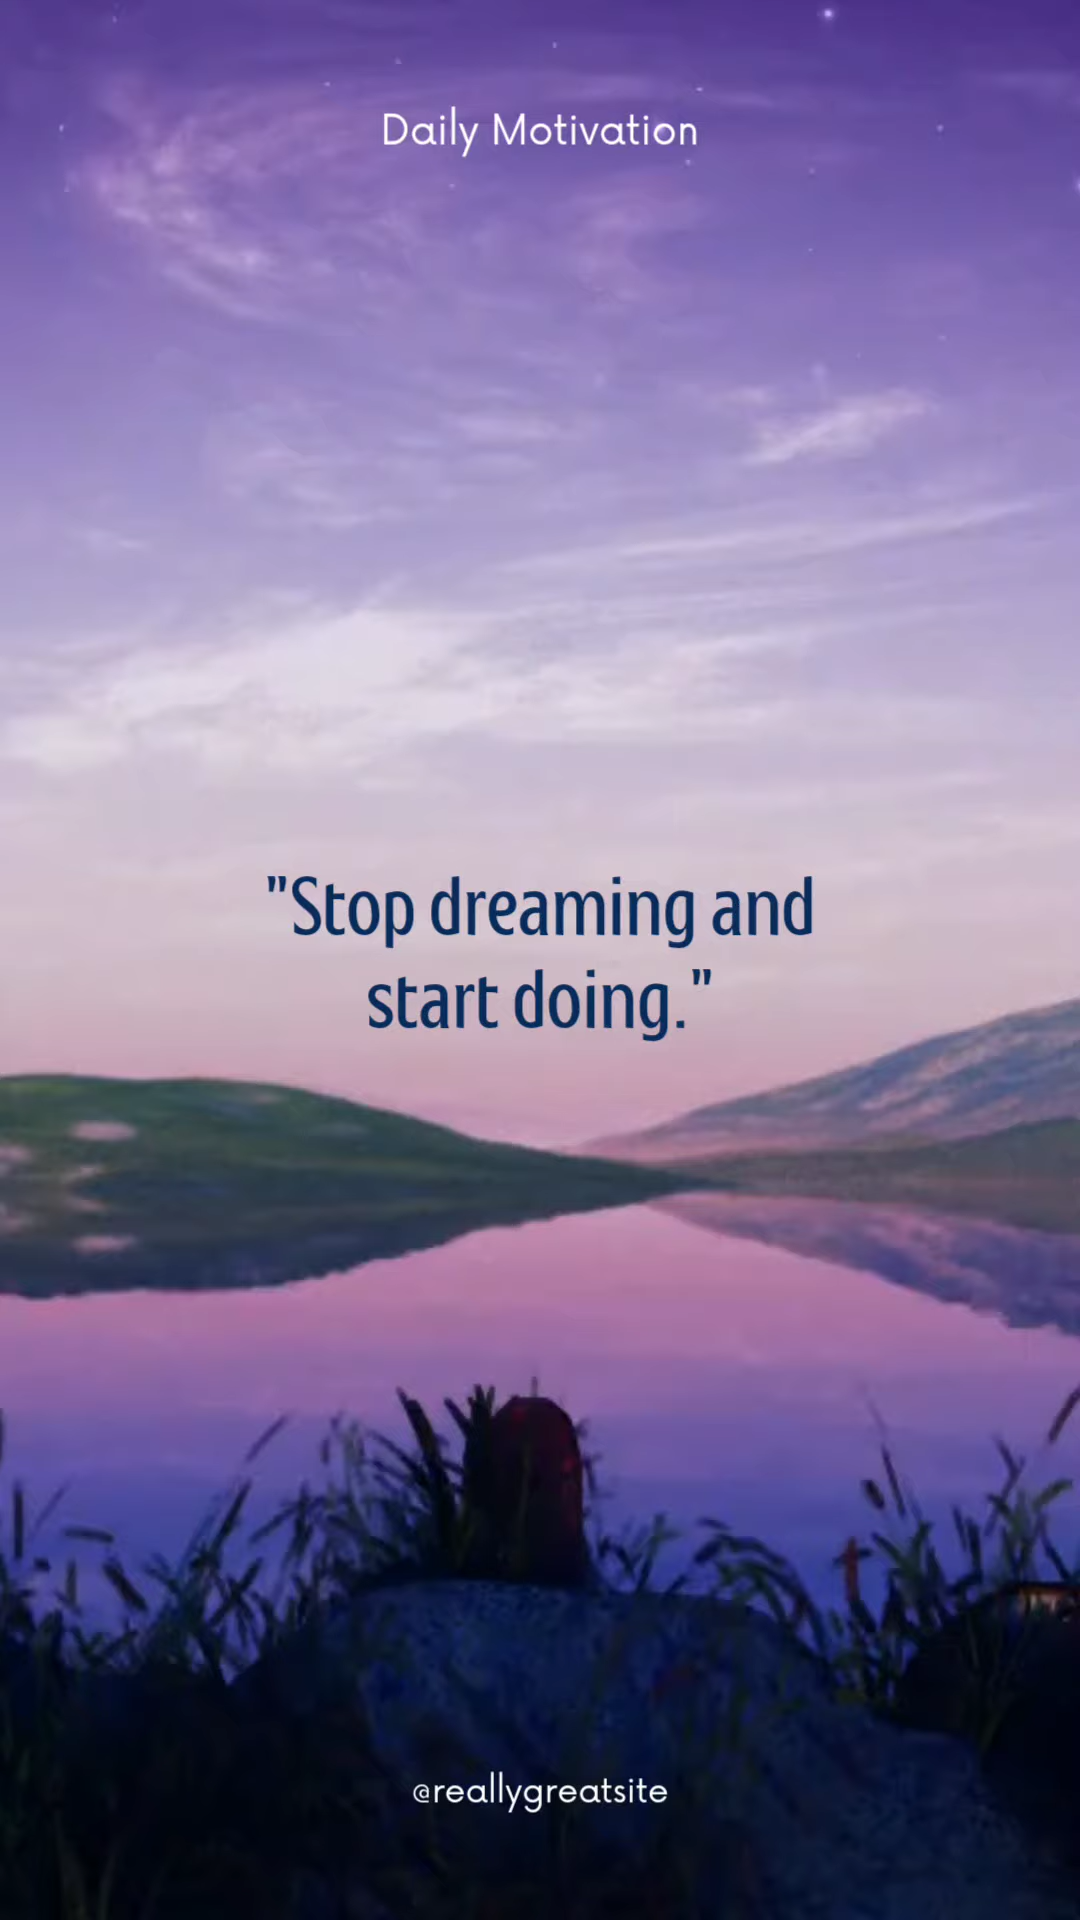 Daily Motivation
"Stop dreaming and
start doing."
@reallygreatsite